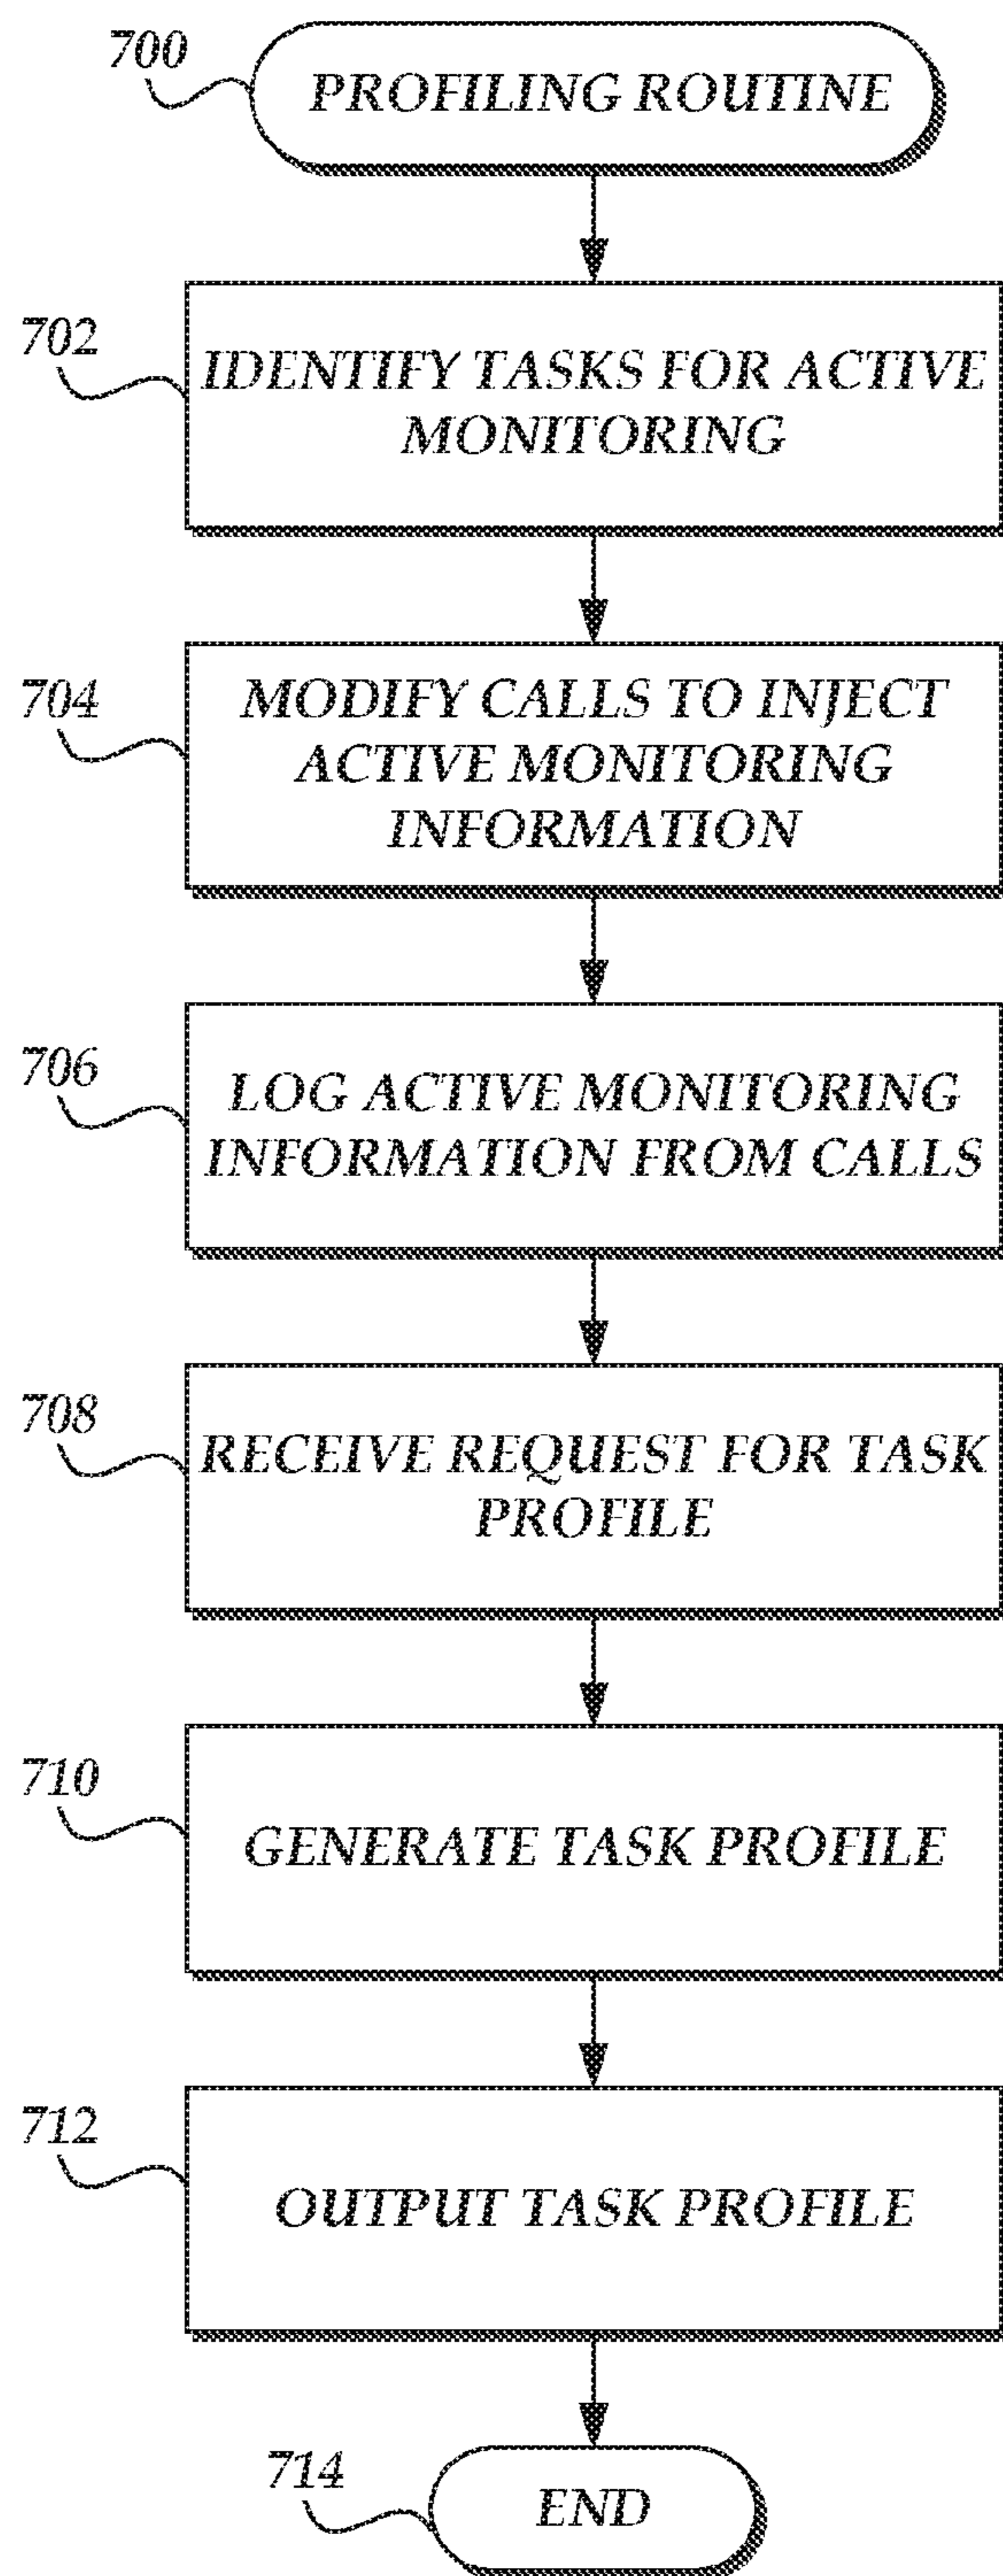 700
PROFILING ROUTINE
702
IDENTIFY TASKS FOR ACTIVE
MONITORING
704
MODIFY CALLS TO INJECT
ACTIVE MONITORING
INFORMATION
706
LOG ACTIVE MONITORING
INFORMATION FROM CALLS
708
RECEIVE REQUEST FOR TASK
PROFILE
710
GENERATE TASK PROFILE
712
OUTPUT TASK PROFILE
714
END